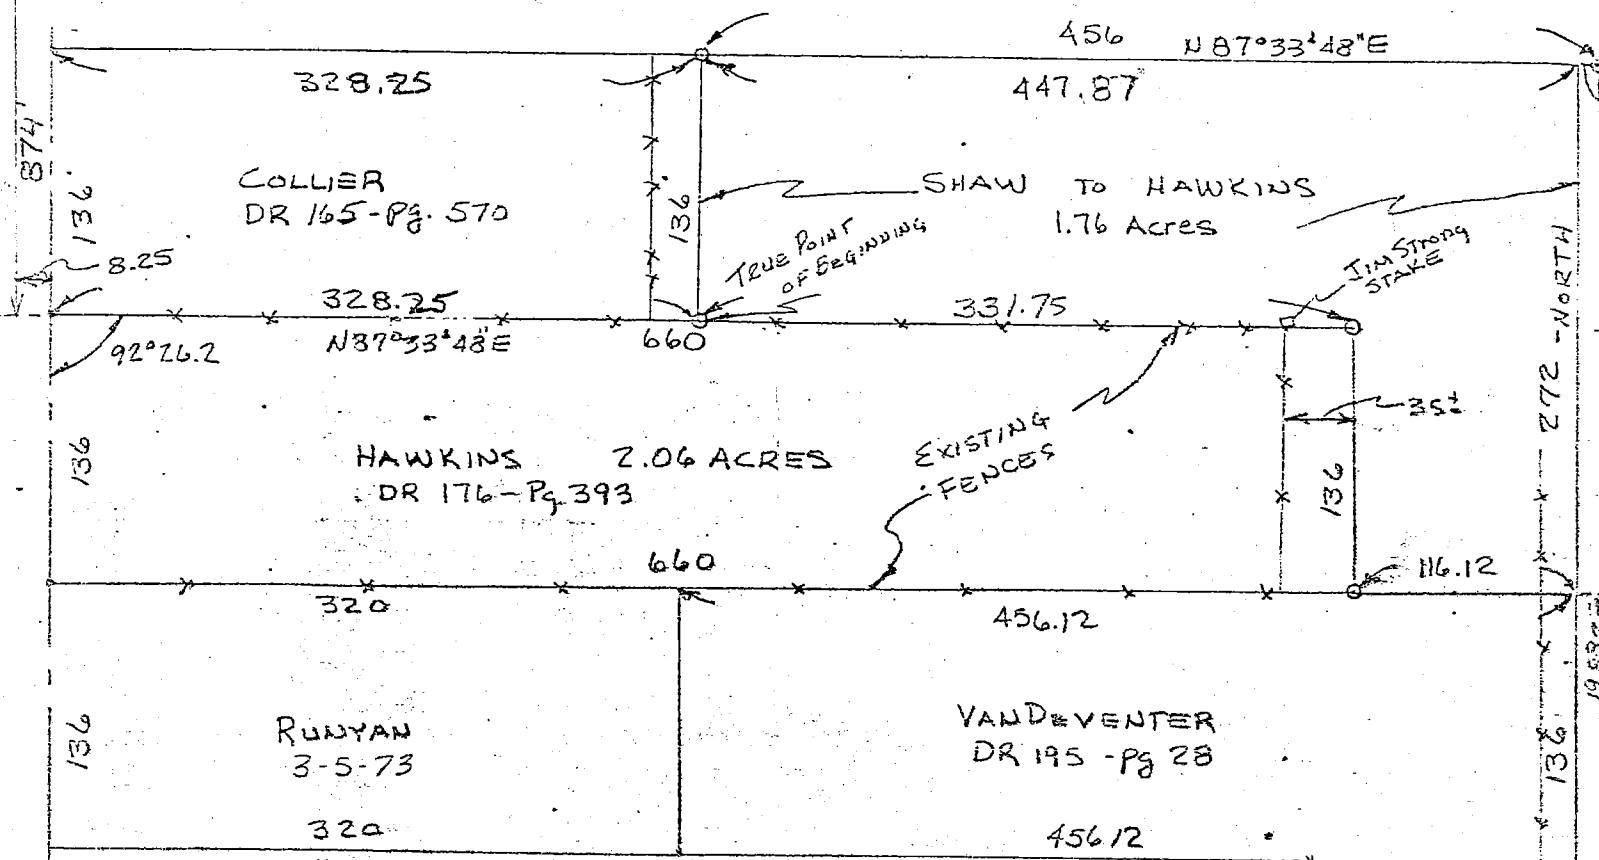 456 N 87°33'48"E
328.25
447.87
874'
136
COLLIER
DR 165-Pg. 570
136
SHAW TO HAWKINS
1.76 Acres
TRUE POINT
OF BEGINNING
JIM STRONG
STAKE
8.25
328.25
331.75
N87°33'48"E
660
92°26.2
272 - NORTH
35±
136
HAWKINS 2.06 ACRES
DR 176-Pg 393
EXISTING
FENCES
136
660
116.12
320
456.12
136
RUNYAN
3-5-73
VANDEVENTER
DR 195 -Pg 28
136
320
456.12